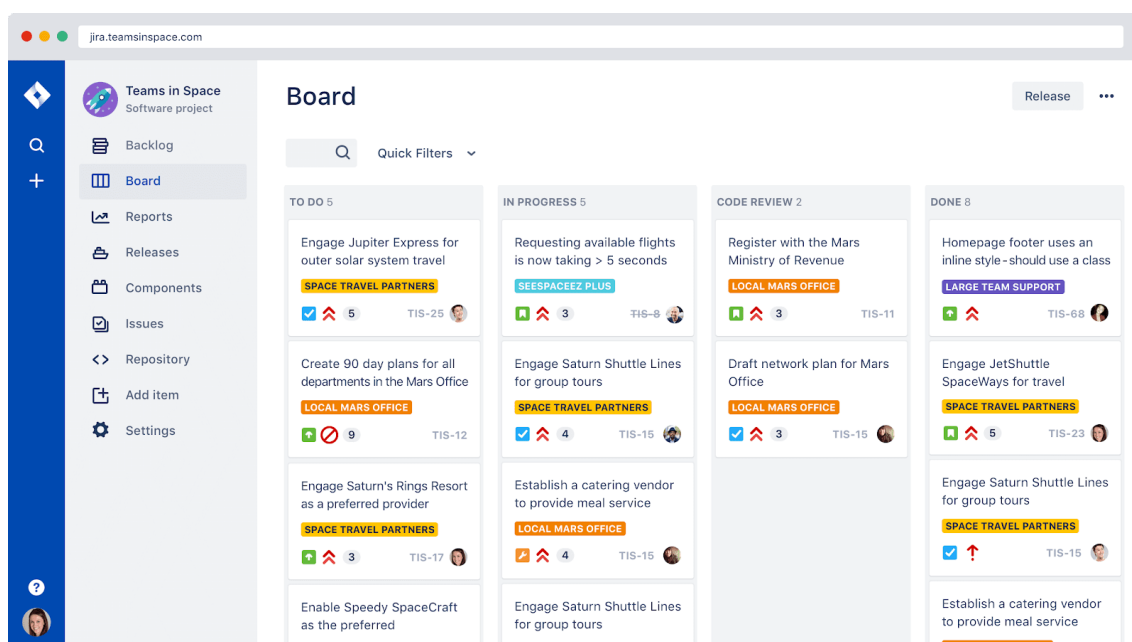 jira.teamsinspace.com
Teams in Space
Software project
Backlog
Board
Reports
Releases
Components
Issues
Repository
Add item
Settings
?
Board
Release
Quick Filters
TO DO 5
Engage Jupiter Express for
outer solar system travel
SPACE TRAVEL PARTNERS
5 TIS-25
Create 90 day plans for all
departments in the Mars Office
LOCAL MARS OFFICE
9 TIS-12
Engage Saturn's Rings Resort
as a preferred provider
SPACE TRAVEL PARTNERS
3 TIS-17
Enable Speedy SpaceCraft
as the preferred
IN PROGRESS 5
Requesting available flights
is now taking > 5 seconds
SEESPACEEZ PLUS
3 TIS-8
Engage Saturn Shuttle Lines
for group tours
SPACE TRAVEL PARTNERS
4 TIS-15
Establish a catering vendor
to provide meal service
LOCAL MARS OFFICE
4 TIS-15
Engage Saturn Shuttle Lines
for group tours
CODE REVIEW 2
Register with the Mars
Ministry of Revenue
LOCAL MARS OFFICE
3 TIS-11
Draft network plan for Mars
Office
LOCAL MARS OFFICE
3 TIS-15
DONE 8
Homepage footer uses an
inline style-should use a class
LARGE TEAM SUPPORT
TIS-68
Engage JetShuttle
SpaceWays for travel
SPACE TRAVEL PARTNERS
5 TIS-23
Engage Saturn Shuttle Lines
for group tours
SPACE TRAVEL PARTNERS
TIS-15
Establish a catering vendor
to provide meal service